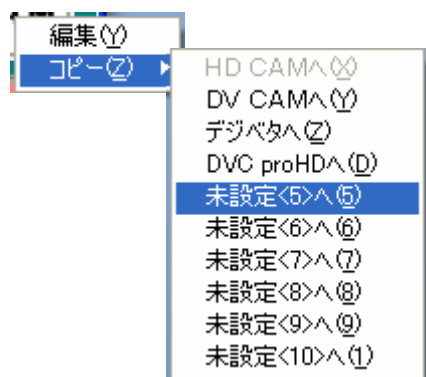 編集(Y)
コピー(Z)
HD CAMへ(X)
DV CAMへ(Y)
デジベタへ(Z)
DVC proHDへ(D)
未設定<5>へ(5)
未設定<6>へ(6)
未設定<7>へ(7)
未設定<8>へ(8)
未設定<9>へ(9)
未設定<10>へ(1)